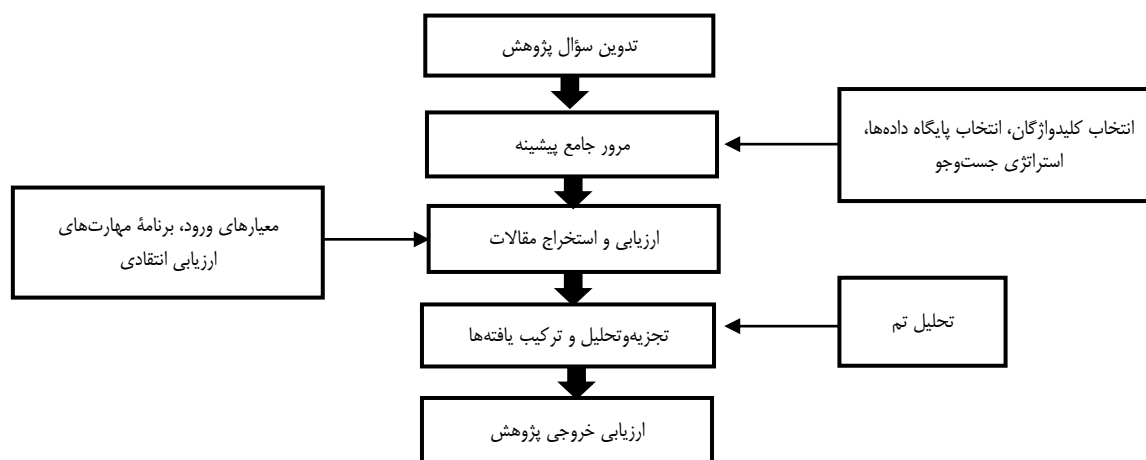 تدوین سؤال پژوهش
انتخاب کلیدواژگان، انتخاب پایگاه داده‌ها،
استراتژی جست‌وجو
مرور جامع پیشینه
معیارهای ورود، برنامهٔ مهارت‌های
ارزیابی انتقادی
ارزیابی و استخراج مقالات
تحلیل تم
تجزیه‌وتحلیل و ترکیب یافته‌ها
ارزیابی خروجی پژوهش